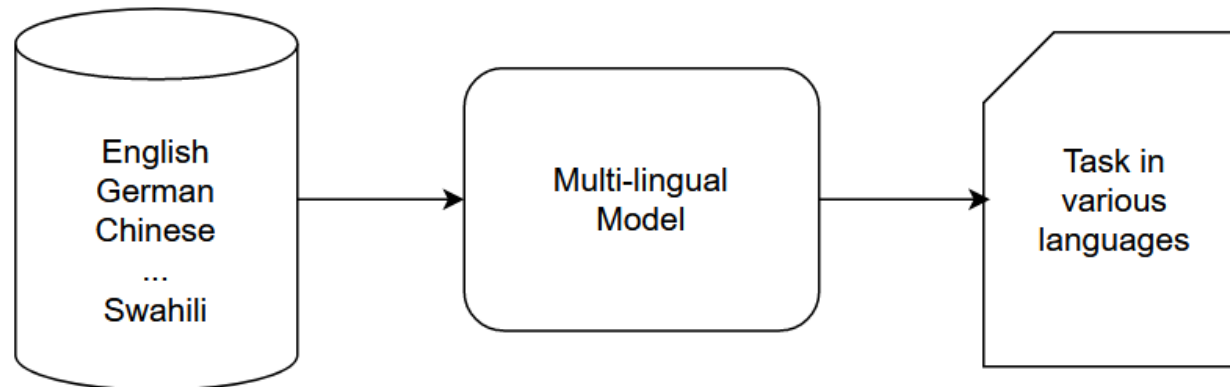 English
German
Chinese
...
Swahili
Multi-lingual
Model
Task in
various
languages